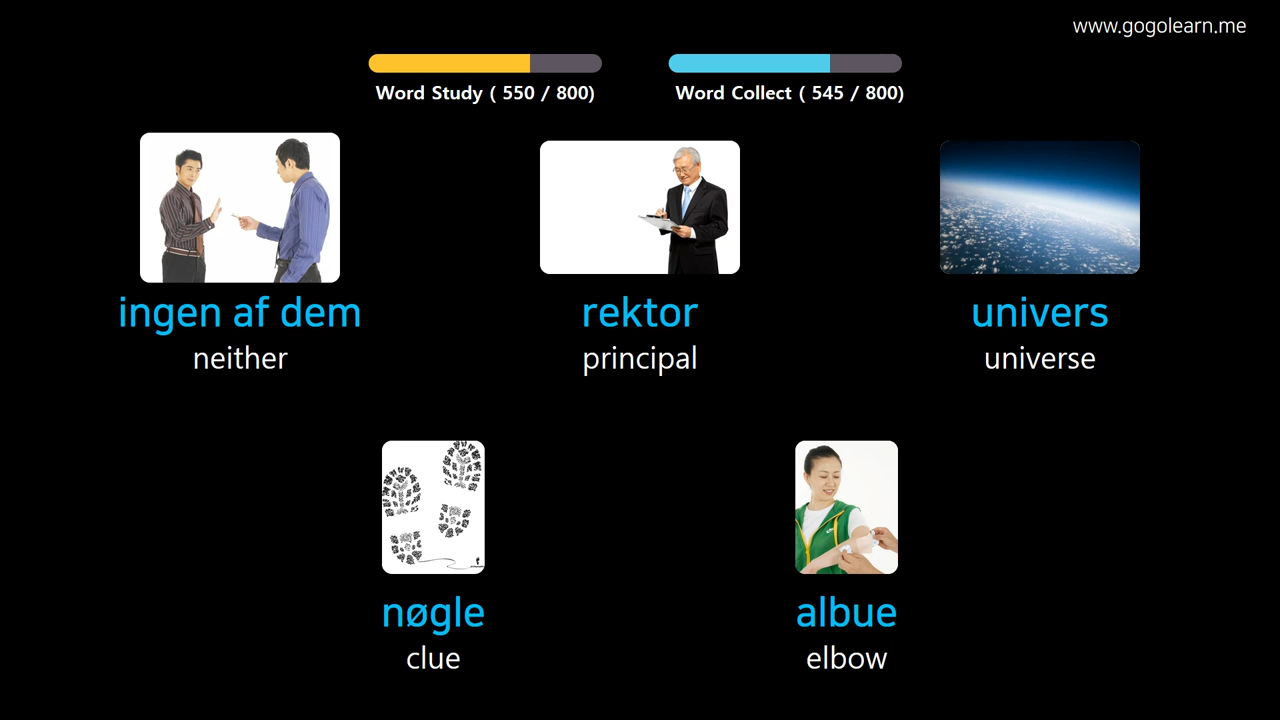 www.gogolearn.me
Word Study ( 550 / 800)
Word Collect ( 545 / 800)
ingen af dem
neither
rektor
principal
univers
universe
nøgle
clue
albue
elbow